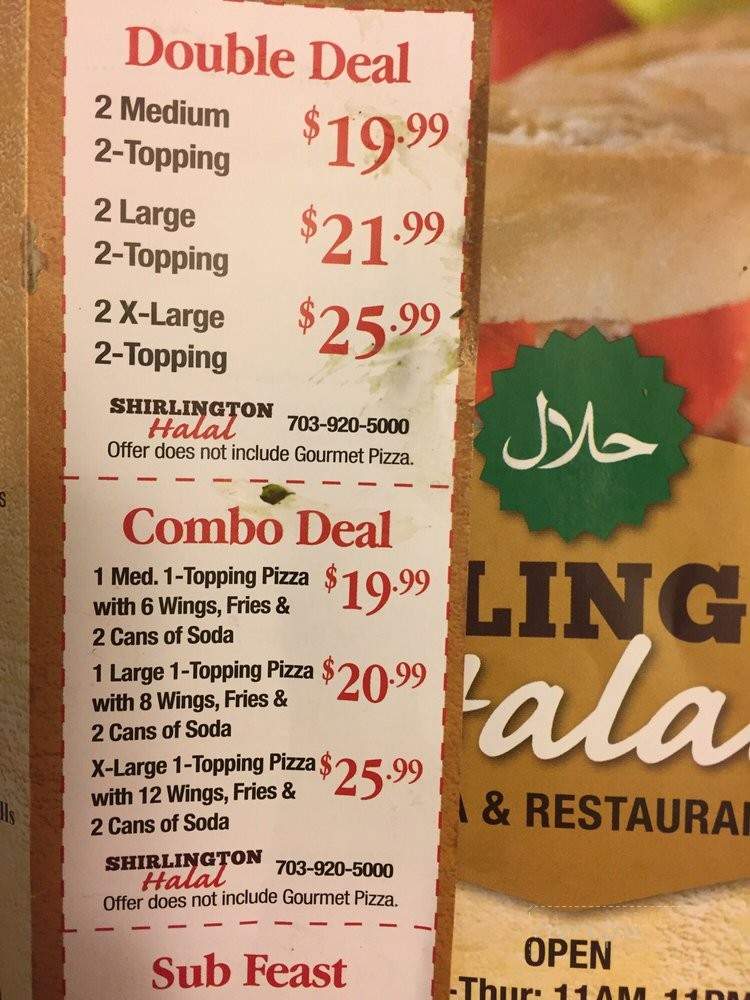 Double Deal
2 Medium
2-Topping
$19.99
2 Large
2-Topping
$21.99
2 X-Large
2-Topping
$25.99
SHIRLINGTON
Halal
703-920-5000
Offer does not include Gourmet Pizza.
Combo Deal
1 Med. 1-Topping Pizza
with 6 Wings, Fries &
2 Cans of Soda
$19.99
1 Large 1-Topping Pizza
with 8 Wings, Fries &
2 Cans of Soda
$20.99
X-Large 1-Topping Pizza
with 12 Wings, Fries &
2 Cans of Soda
$25.99
SHIRLINGTON
Halal
703-920-5000
Offer does not include Gourmet Pizza.
Sub Feast
حلال
LING
ala
& RESTAURA
OPEN
-Thur: 11AM-11PM